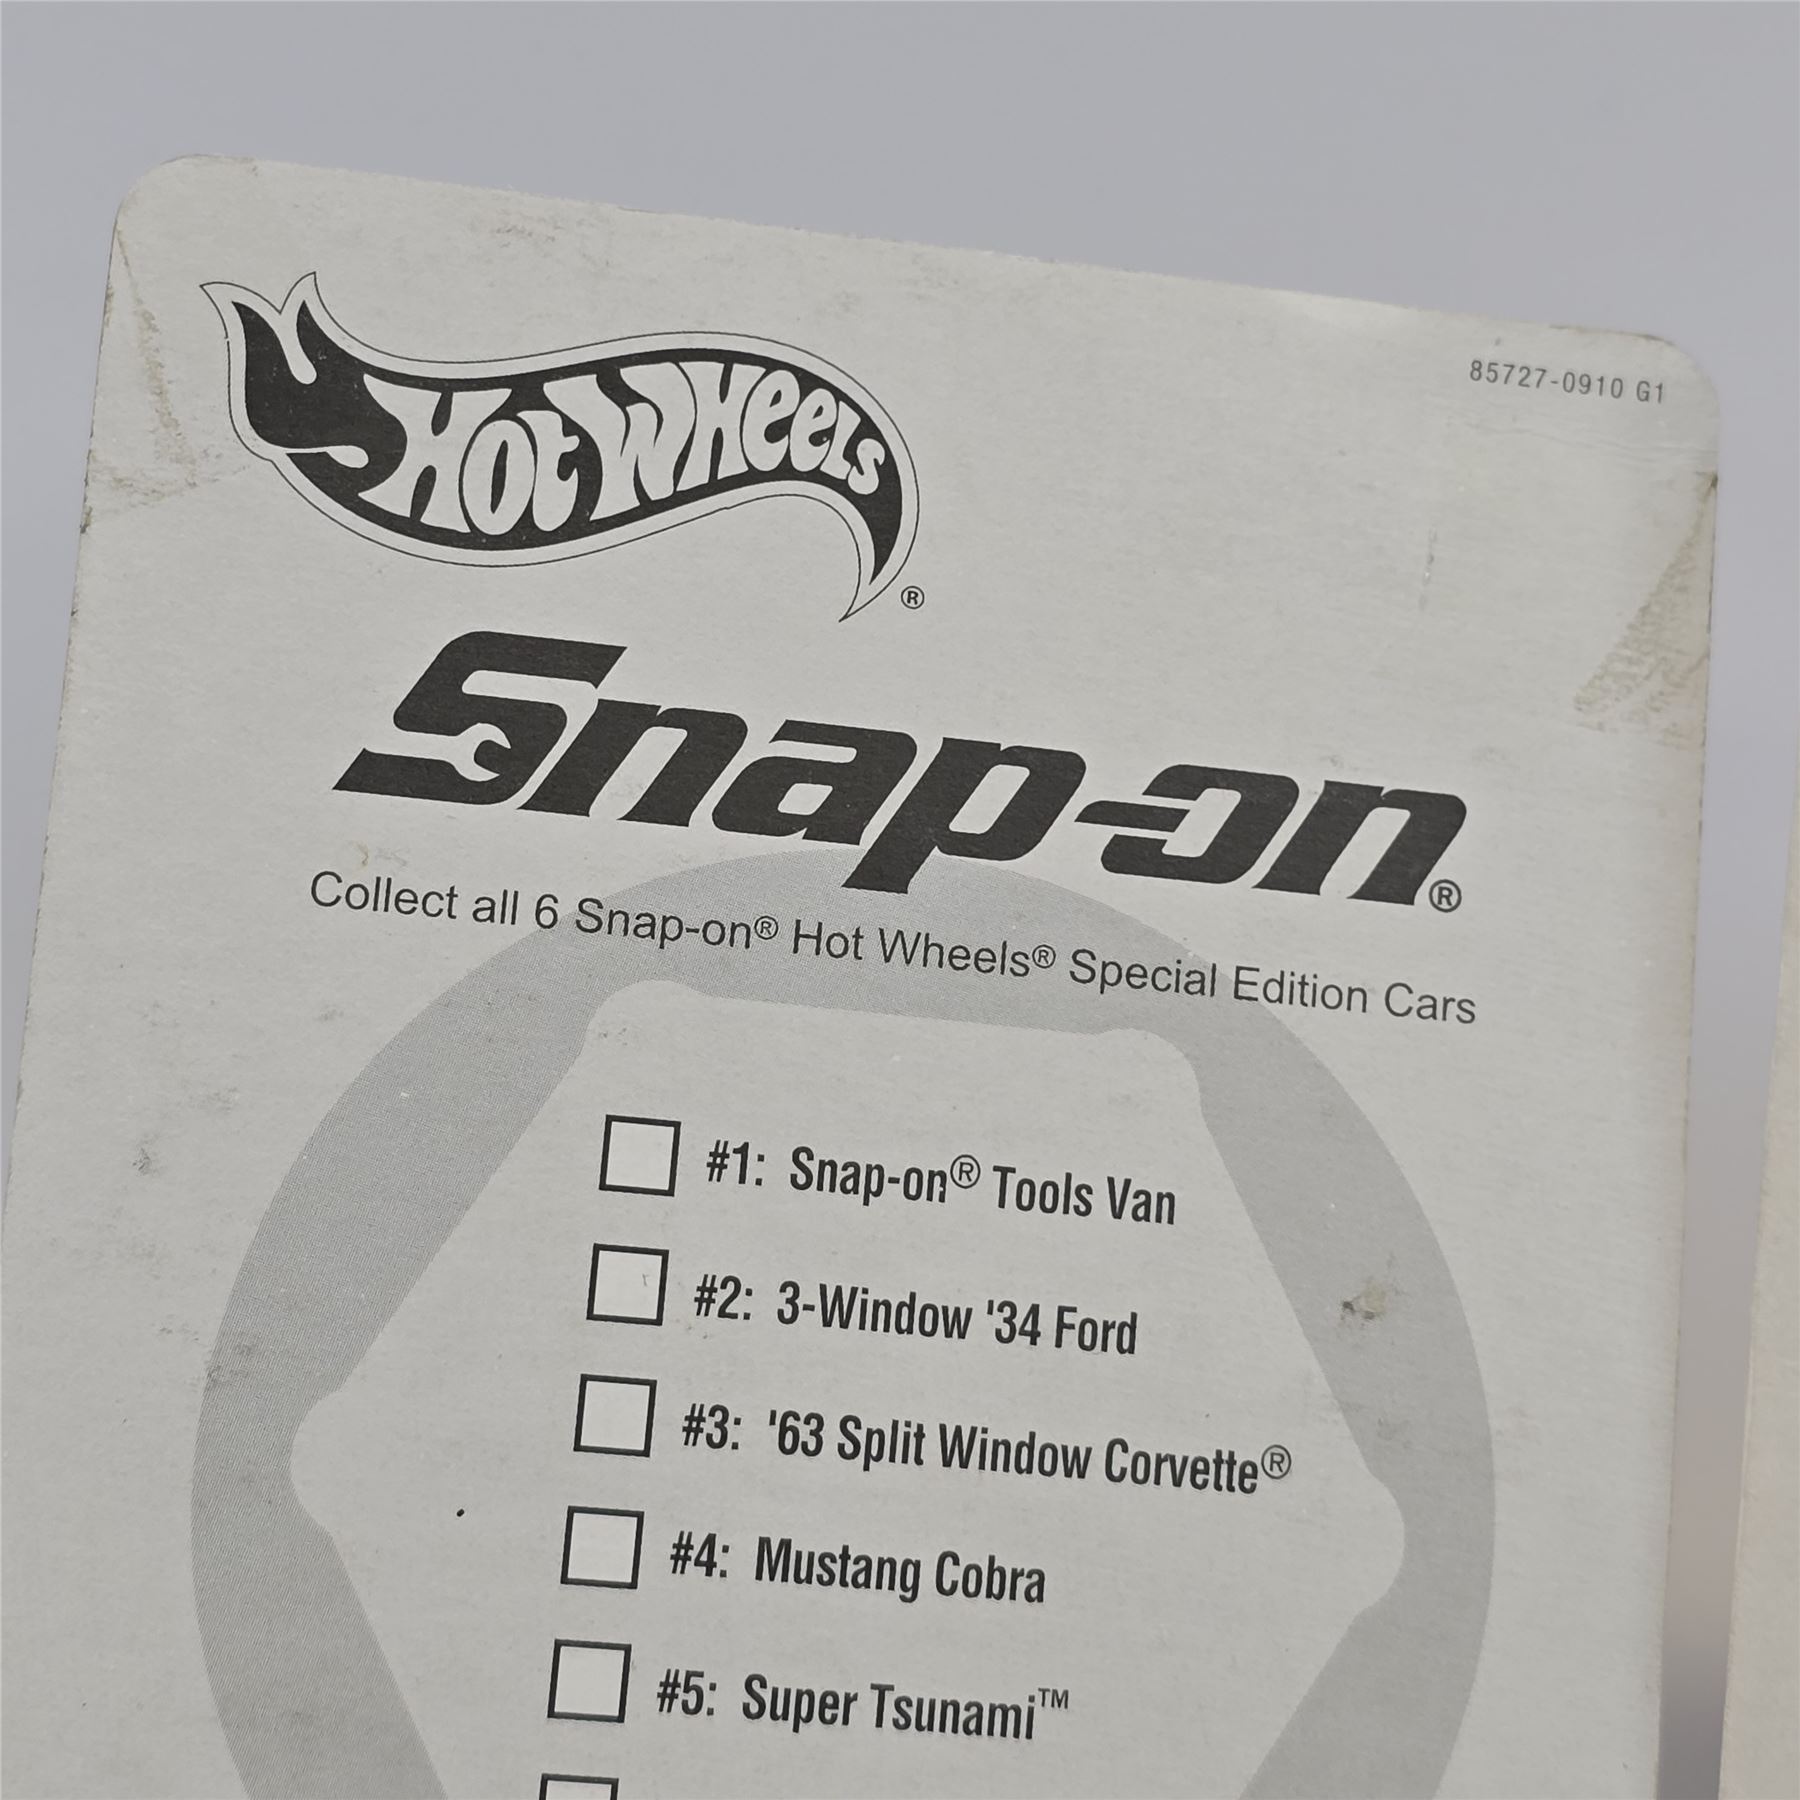 85727-0910 G1
Hot Wheels®
Snap-on®
Collect all 6 Snap-on® Hot Wheels® Special Edition Cars
#1: Snap-on® Tools Van
#2: 3-Window '34 Ford
#3: '63 Split Window Corvette®
#4: Mustang Cobra
#5: Super Tsunami™